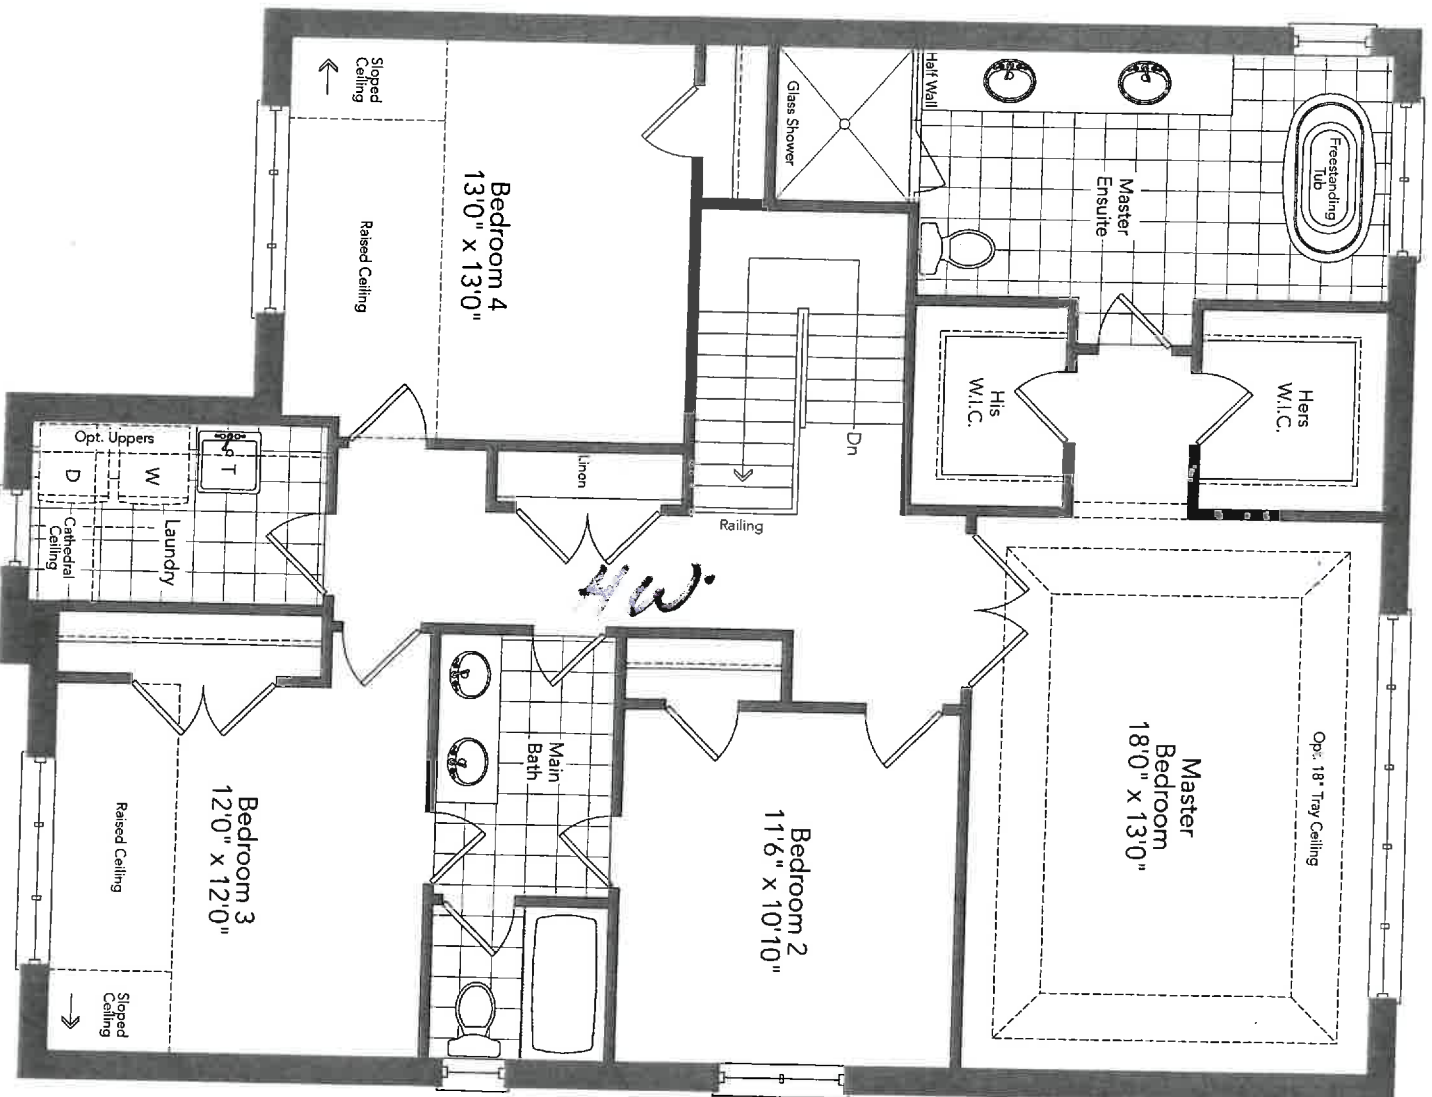 Freestanding
Tub
Master
Ensuite
Half Wall
Glass Shower
Hers
W.I.C.
His
W.I.C.
Opt. 18" Tray Ceiling
Master
Bedroom
18'0" x 13'0"
Dn
Railing
Linen
HW.
Bedroom 4
13'0" x 13'0"
Raised Ceiling
Sloped
Ceiling
Opt. Uppers
T
W
D
Laundry
Cathedral
Ceiling
Main
Bath
Bedroom 2
11'6" x 10'10"
Bedroom 3
12'0" x 12'0"
Raised Ceiling
Sloped
Ceiling